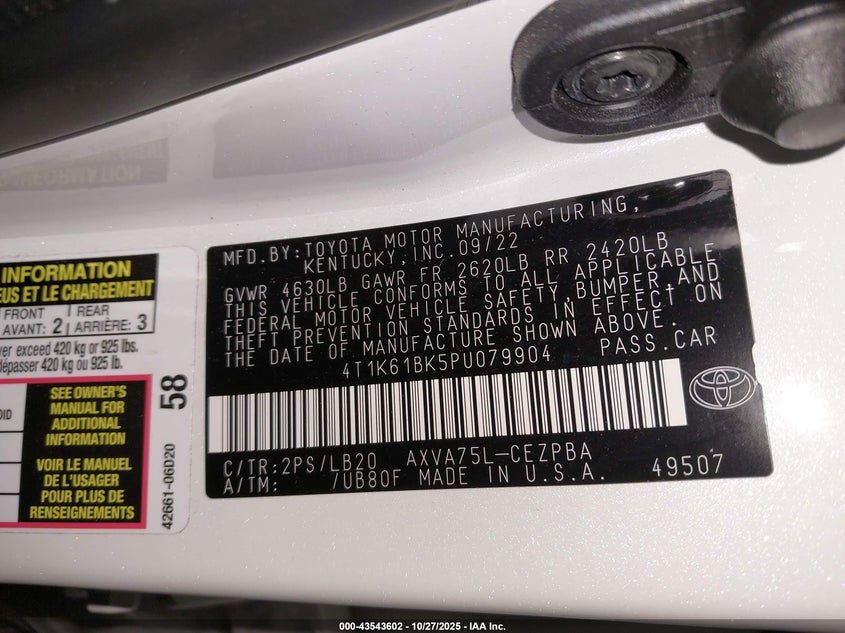 INFORMATION
EUS ET LE CHARGEMENT
FRONT REAR
AVANT: 2 ARRIÈRE: 3
ver exceed 420 kg or 925 lbs.
dépasser 420 kg ou 925 lb.
SEE OWNER'S
MANUAL FOR
ADDITIONAL
INFORMATION
VOIR LE MANUEL
DE L'USAGER
POUR PLUS DE
RENSEIGNEMENTS
58
42661-06D20
MFD.BY:TOYOTA MOTOR MANUFACTURING,
KENTUCKY,INC.09/22
GVWR 4630LB GAWR FR 2620LB RR 2420LB
THIS VEHICLE CONFORMS TO ALL APPLICABLE
FEDERAL MOTOR VEHICLE SAFETY,BUMPER,AND
THEFT PREVENTION STANDARDS IN EFFECT ON
THE DATE OF MANUFACTURE SHOWN ABOVE.
4T1K61BK5PU079904 PASS.CAR
C/TR:2PS/LB20 AXVA75L-CEZPBA
A/TM: /UB80F MADE IN U.S.A. 49507
000-43543602 - 10/27/2025 - IAA Inc.